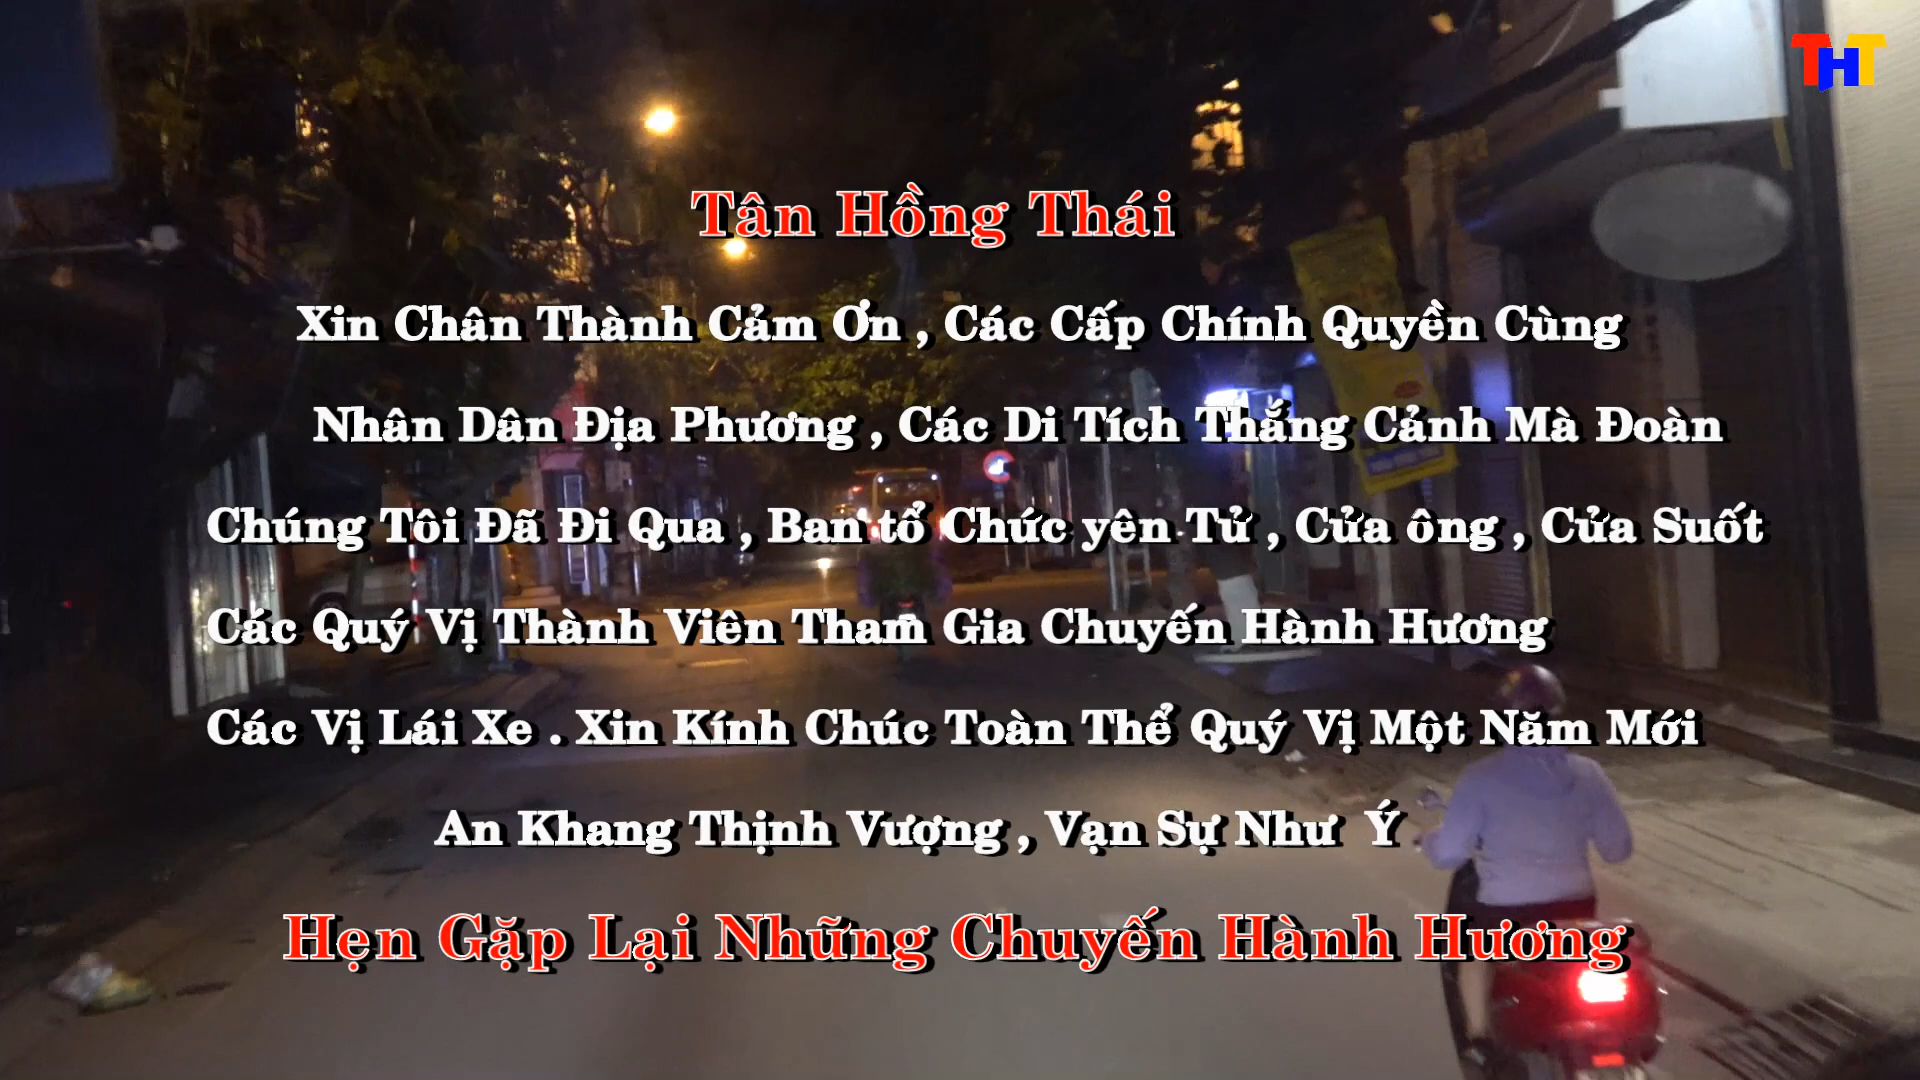 THT
Tân Hồng Thái
Xin Chân Thành Cảm Ơn , Các Cấp Chính Quyền Cùng
Nhân Dân Địa Phương , Các Di Tích Thắng Cảnh Mà Đoàn
Chúng Tôi Đã Đi Qua , Ban tổ Chức yên Tử , Cửa ông , Cửa Suốt
Các Quý Vị Thành Viên Tham Gia Chuyến Hành Hương
Các Vị Lái Xe . Xin Kính Chúc Toàn Thể Quý Vị Một Năm Mới
An Khang Thịnh Vượng , Vạn Sự Như Ý
Hẹn Gặp Lại Những Chuyến Hành Hương